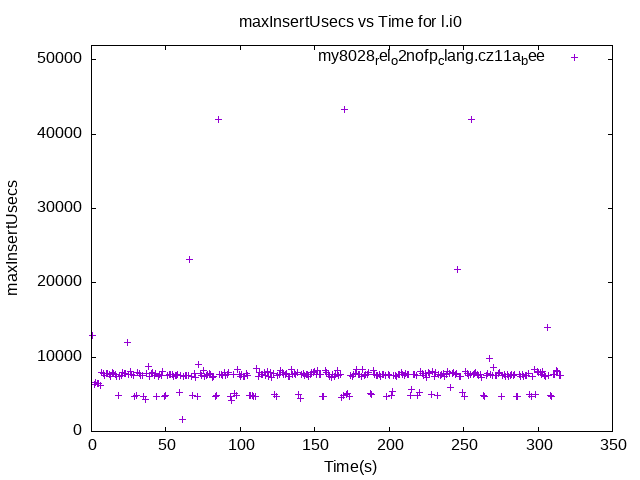 maxInsertUsecs vs Time for l.i0
my8028rel_o2nofp_clang.cz11a_bee
50000
40000
30000
20000
10000
0
maxInsertUsecs
0 50 100 150 200 250 300 350
Time(s)